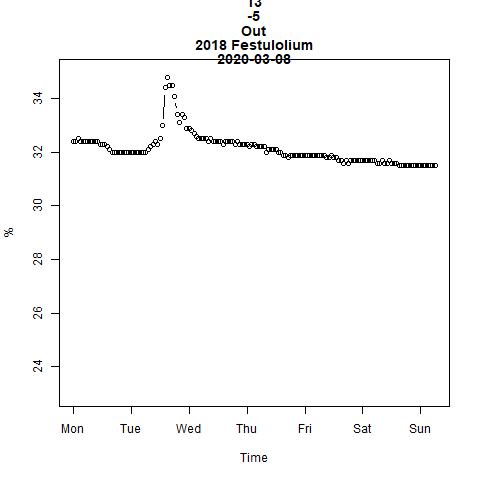 13
-5
Out
2018 Festulolium
2020-03-08
34
32
30
28
26
24
%
Mon Tue Wed Thu Fri Sat Sun
Time